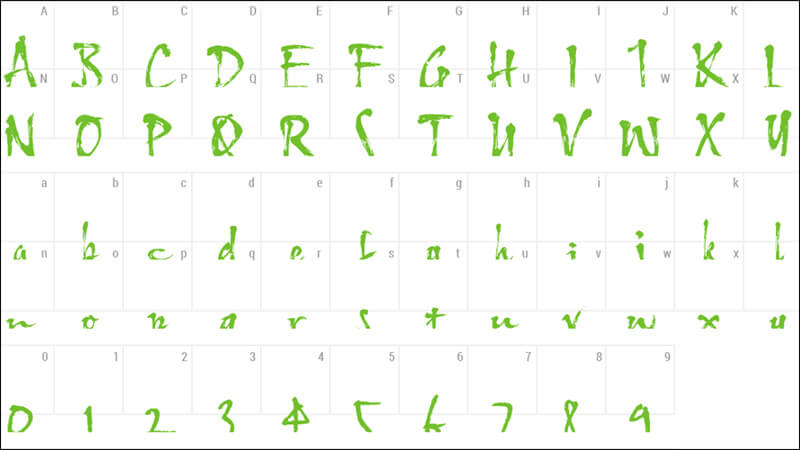 A B C D E F G H I J K
A B C D E F G H I J K L
N O P Q R S T U V W X
N O P Q R S T U V W X Y
a b c d e f g h i j k
a b c d e f g h i j k l
n o p q r s t u v w x
n o p q r s t u v w x y
0 1 2 3 4 5 6 7 8 9
0 1 2 3 4 5 6 7 8 9